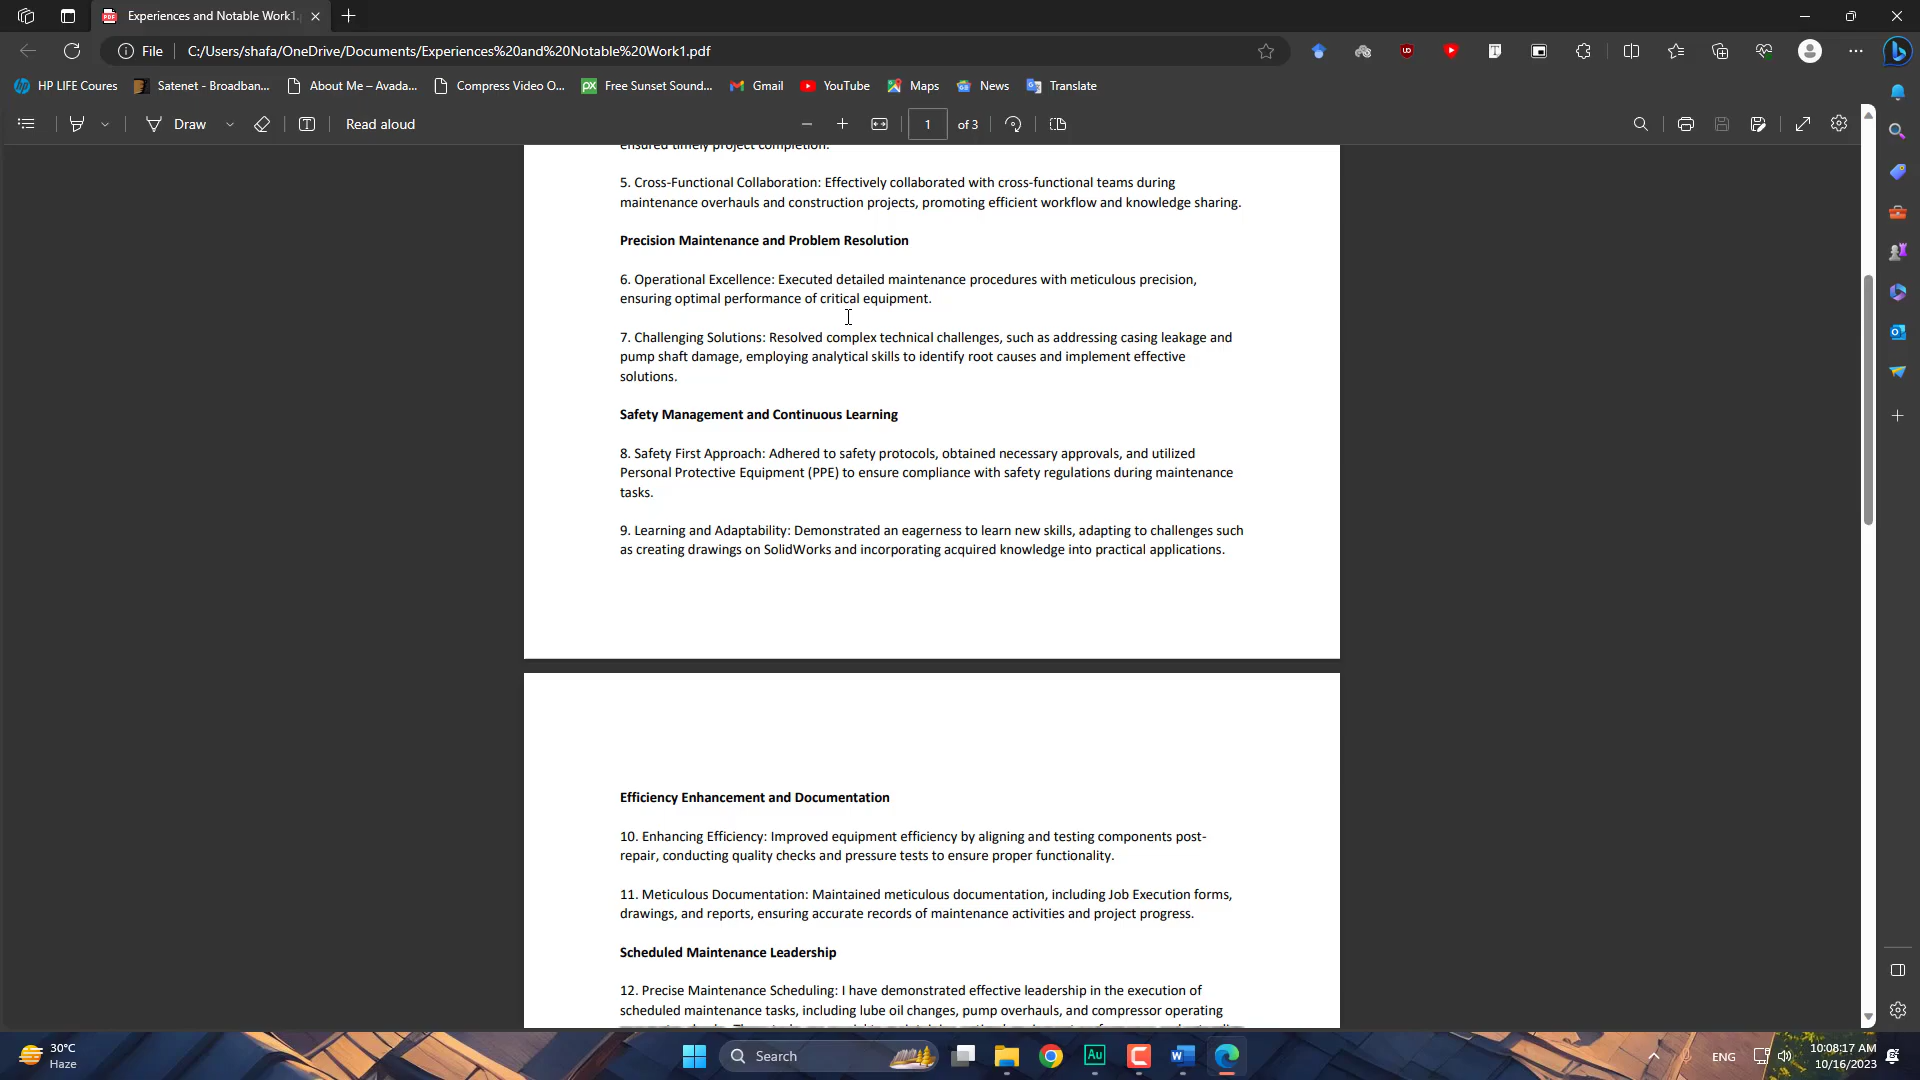 Experiences and Notable Work1.
File
C:/Users/shafa/OneDrive/Documents/Experiences%20and%20Notable%20Work1.pdf
HP LIFE Coures
Satenet - Broadban...
About Me – Avada...
Compress Video O...
Free Sunset Sound...
Gmail
YouTube
Maps
News
Translate
Draw
Read aloud
1
of 3
ensured timely project completion.
5. Cross-Functional Collaboration: Effectively collaborated with cross-functional teams during
maintenance overhauls and construction projects, promoting efficient workflow and knowledge sharing.
Precision Maintenance and Problem Resolution
6. Operational Excellence: Executed detailed maintenance procedures with meticulous precision,
ensuring optimal performance of critical equipment.
7. Challenging Solutions: Resolved complex technical challenges, such as addressing casing leakage and
pump shaft damage, employing analytical skills to identify root causes and implement effective
solutions.
Safety Management and Continuous Learning
8. Safety First Approach: Adhered to safety protocols, obtained necessary approvals, and utilized
Personal Protective Equipment (PPE) to ensure compliance with safety regulations during maintenance
tasks.
9. Learning and Adaptability: Demonstrated an eagerness to learn new skills, adapting to challenges such
as creating drawings on SolidWorks and incorporating acquired knowledge into practical applications.
Efficiency Enhancement and Documentation
10. Enhancing Efficiency: Improved equipment efficiency by aligning and testing components post-
repair, conducting quality checks and pressure tests to ensure proper functionality.
11. Meticulous Documentation: Maintained meticulous documentation, including Job Execution forms,
drawings, and reports, ensuring accurate records of maintenance activities and project progress.
Scheduled Maintenance Leadership
12. Precise Maintenance Scheduling: I have demonstrated effective leadership in the execution of
scheduled maintenance tasks, including lube oil changes, pump overhauls, and compressor operating
30°C
Haze
Search
Au
ENG
10:08:17 AM
10/16/2023